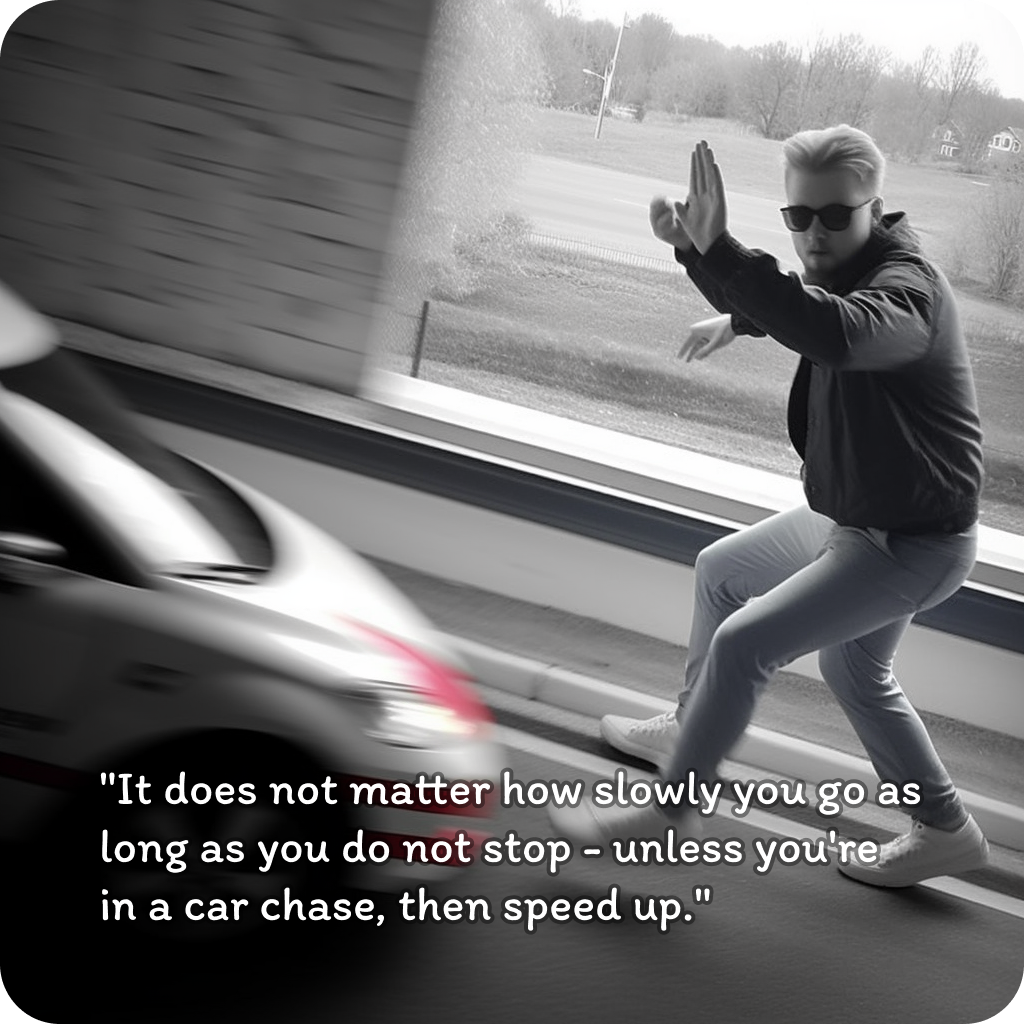 "It does not matter how slowly you go as
long as you do not stop – unless you're
in a car chase, then speed up."